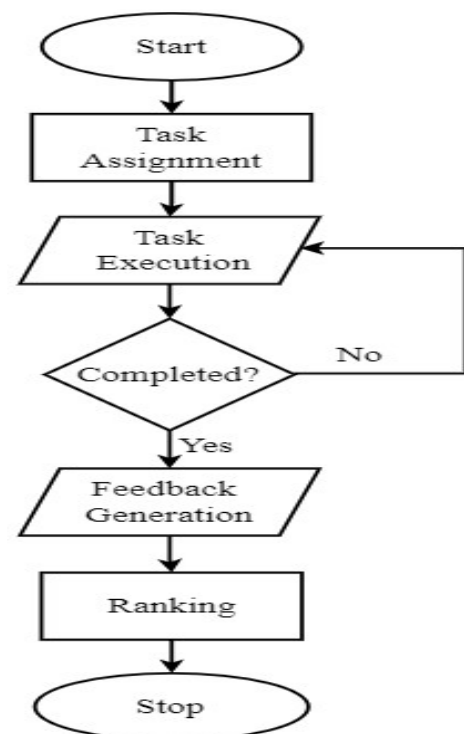 Start
Task
Assignment
Task
Execution
Completed?
No
Yes
Feedback
Generation
Ranking
Stop